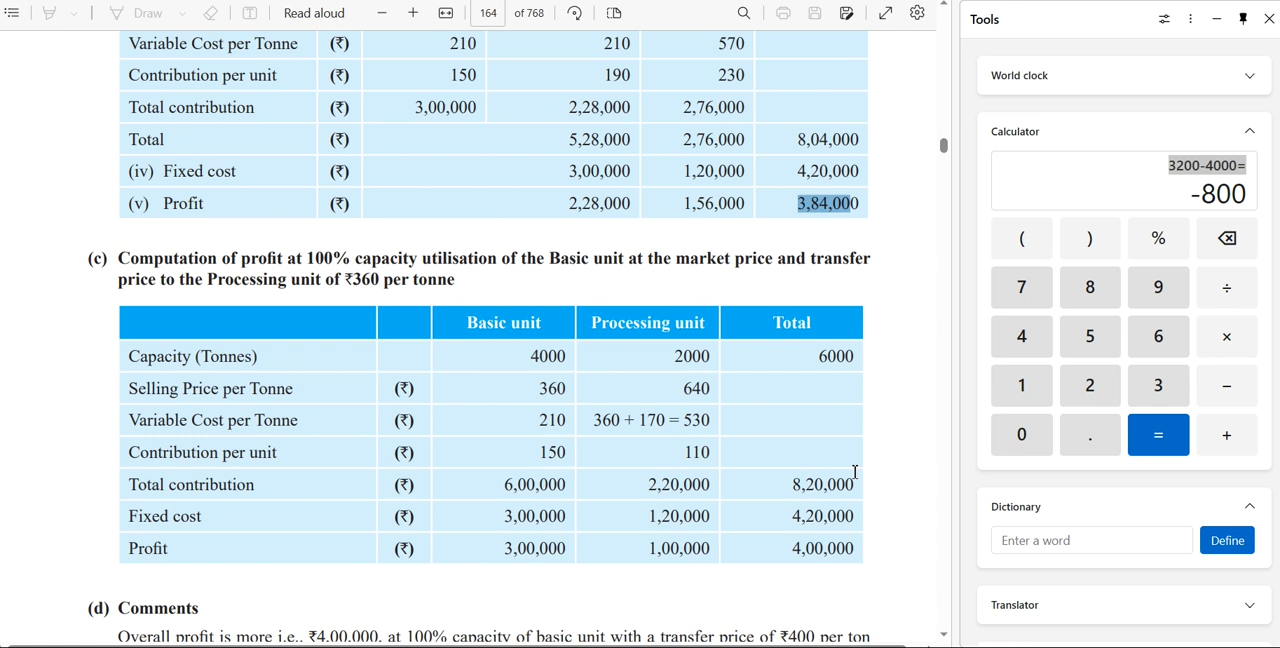 Draw
Read aloud
164 of 768
Variable Cost per Tonne (₹) 210 210 570
Contribution per unit (₹) 150 190 230
Total contribution (₹) 3,00,000 2,28,000 2,76,000
Total (₹) 5,28,000 2,76,000 8,04,000
(iv) Fixed cost (₹) 3,00,000 1,20,000 4,20,000
(v) Profit (₹) 2,28,000 1,56,000 3,84,000
(c) Computation of profit at 100% capacity utilisation of the Basic unit at the market price and transfer
price to the Processing unit of ₹360 per tonne
Basic unit Processing unit Total
Capacity (Tonnes) 4000 2000 6000
Selling Price per Tonne (₹) 360 640
Variable Cost per Tonne (₹) 210 360 + 170 = 530
Contribution per unit (₹) 150 110
Total contribution (₹) 6,00,000 2,20,000 8,20,000
Fixed cost (₹) 3,00,000 1,20,000 4,20,000
Profit (₹) 3,00,000 1,00,000 4,00,000
(d) Comments
Overall profit is more i.e., ₹4,00,000, at 100% capacity of basic unit with a transfer price of ₹400 per ton
Tools
World clock
Calculator
3200-4000=
-800
( ) %
7 8 9 ÷
4 5 6 ×
1 2 3 −
0 . = +
Dictionary
Enter a word
Define
Translator